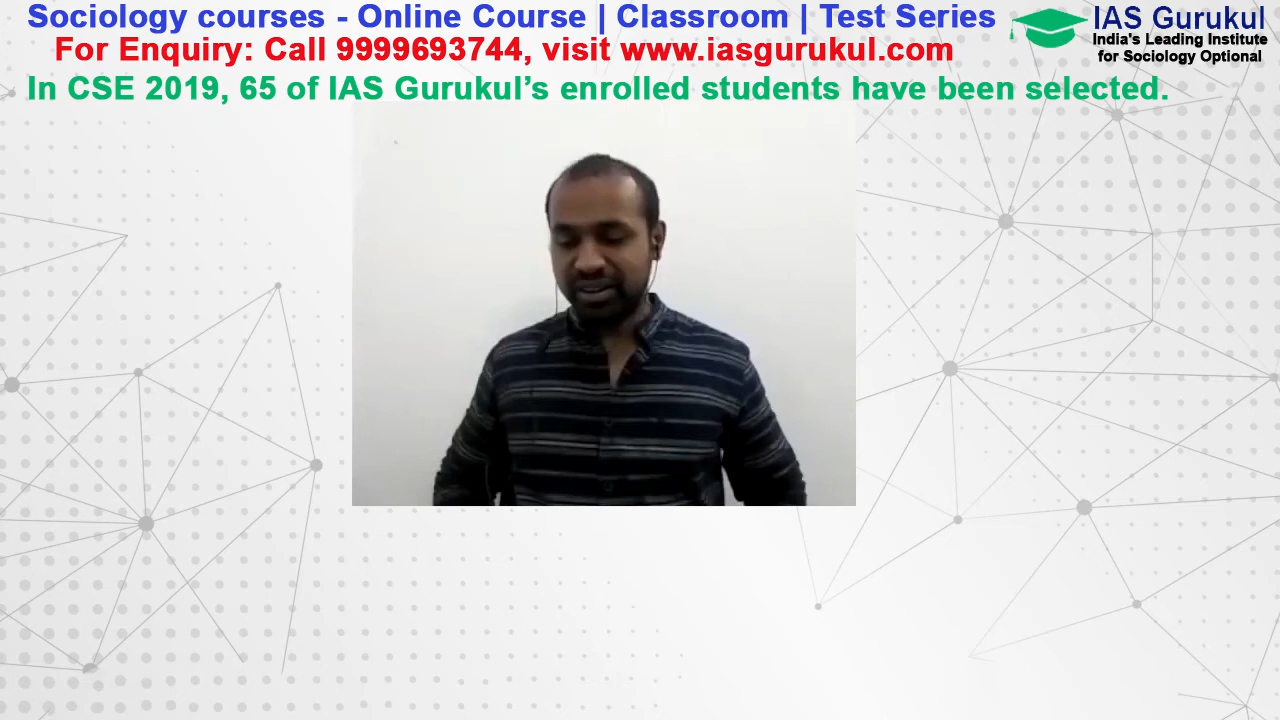 Sociology courses - Online Course | Classroom | Test Series
For Enquiry: Call 9999693744, visit www.iasgurukul.com
In CSE 2019, 65 of IAS Gurukul’s enrolled students have been selected.
IAS Gurukul
India's Leading Institute
for Sociology Optional